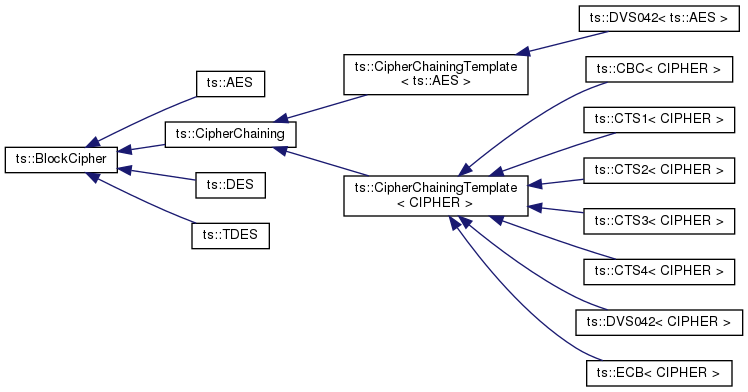 ts::BlockCipher
ts::AES
ts::CipherChaining
ts::DES
ts::TDES
ts::CipherChainingTemplate
< ts::AES >
ts::CipherChainingTemplate
< CIPHER >
ts::DVS042< ts::AES >
ts::CBC< CIPHER >
ts::CTS1< CIPHER >
ts::CTS2< CIPHER >
ts::CTS3< CIPHER >
ts::CTS4< CIPHER >
ts::DVS042< CIPHER >
ts::ECB< CIPHER >